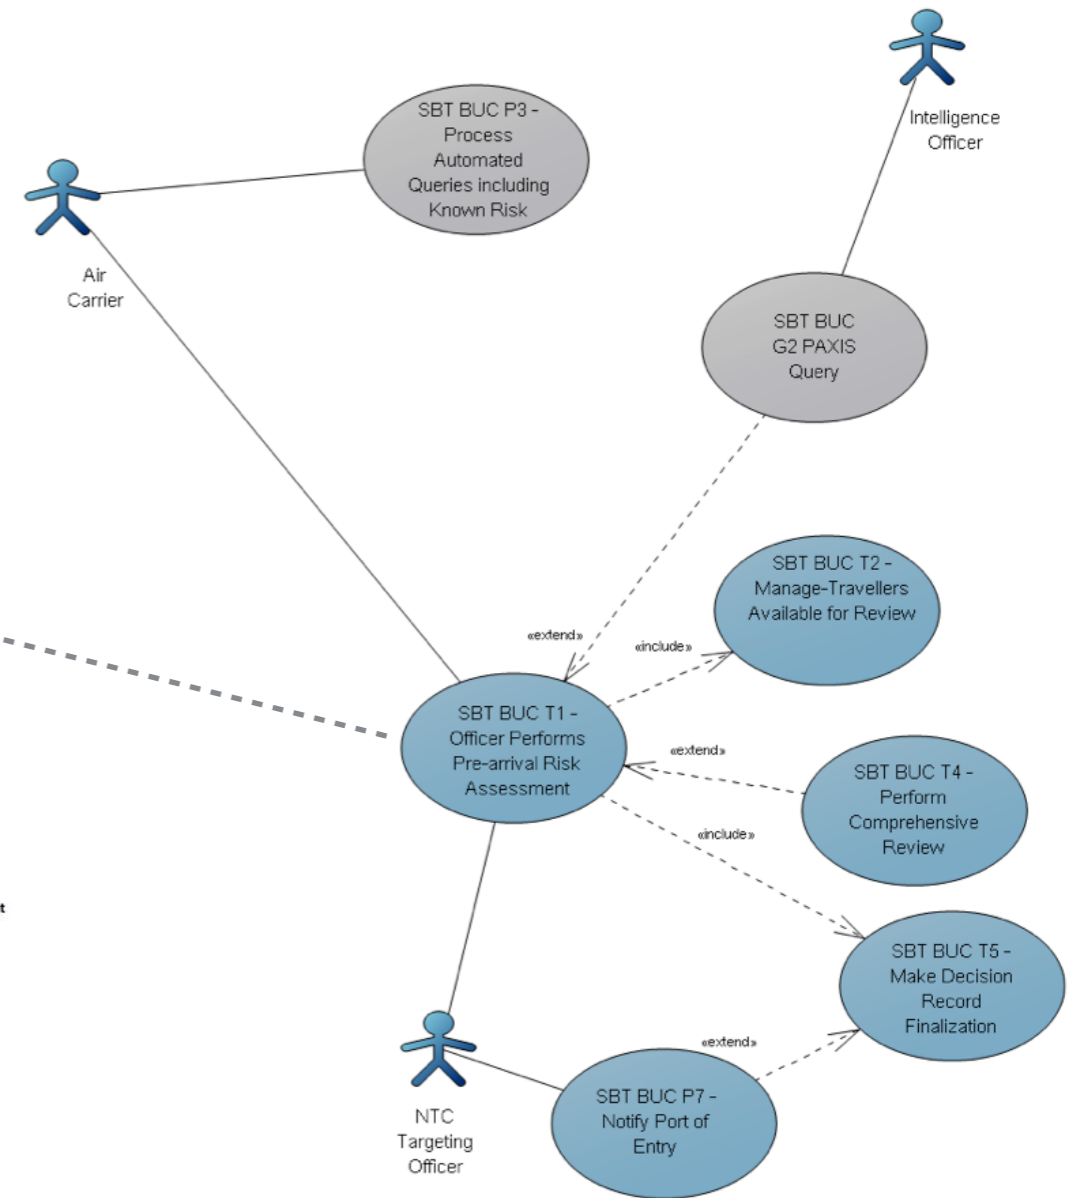 Intelligence
Officer
SBT BUC P3 -
Process
Automated
Queries including
Known Risk
Air
Carrier
SBT BUC
G2 PAXIS
Query
SBT BUC T2 -
Manage-Travellers
Available for Review
«extend»
«include»
SBT BUC T1 -
Officer Performs
Pre-arrival Risk
Assessment
«extend»
SBT BUC T4 -
Perform
Comprehensive
Review
«include»
t
SBT BUC T5 -
Make Decision
Record
Finalization
«extend»
SBT BUC P7 -
Notify Port of
Entry
NTC
Targeting
Officer